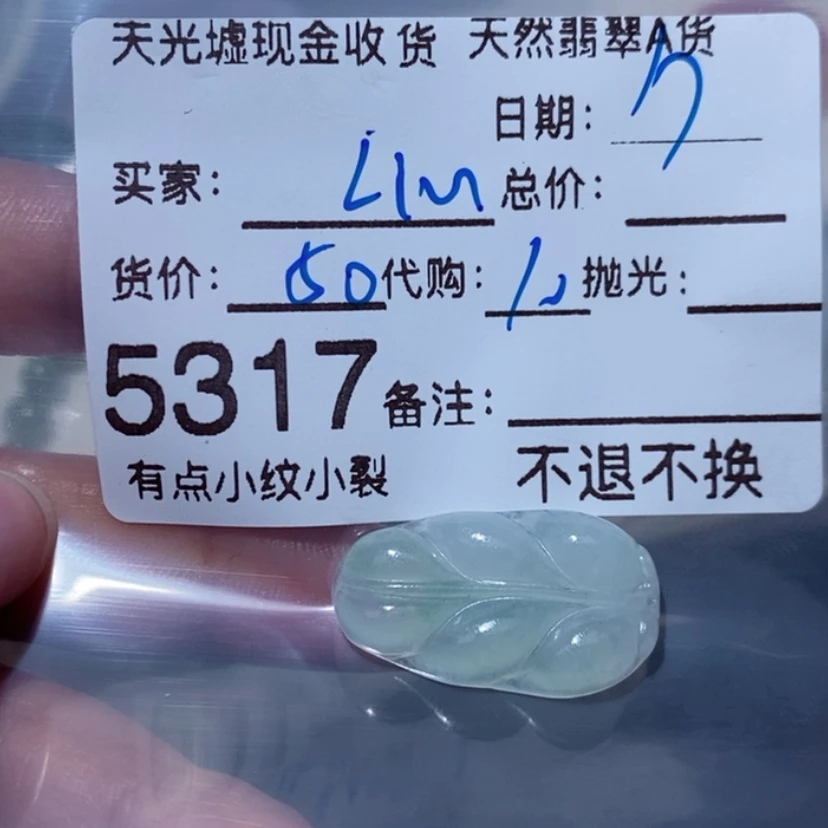 天光墟现金收货 天然翡翠A货
日期: 7
买家: LIM 总价:
货价: 50 代购: 10 抛光:
5317 备注:
有点小纹小裂 不退不换